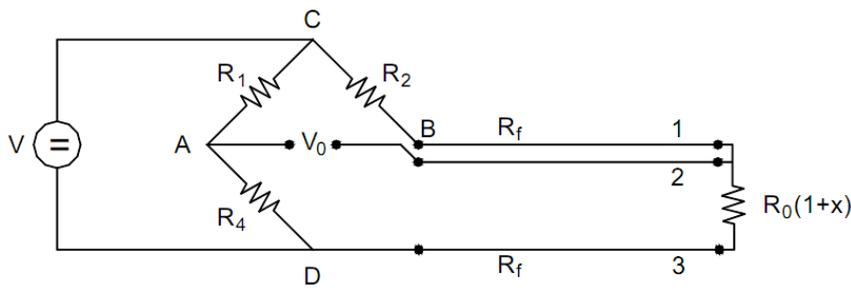 C
R1 R2
V A V0 B Rf 1
2
R4 R0(1+x)
D Rf 3